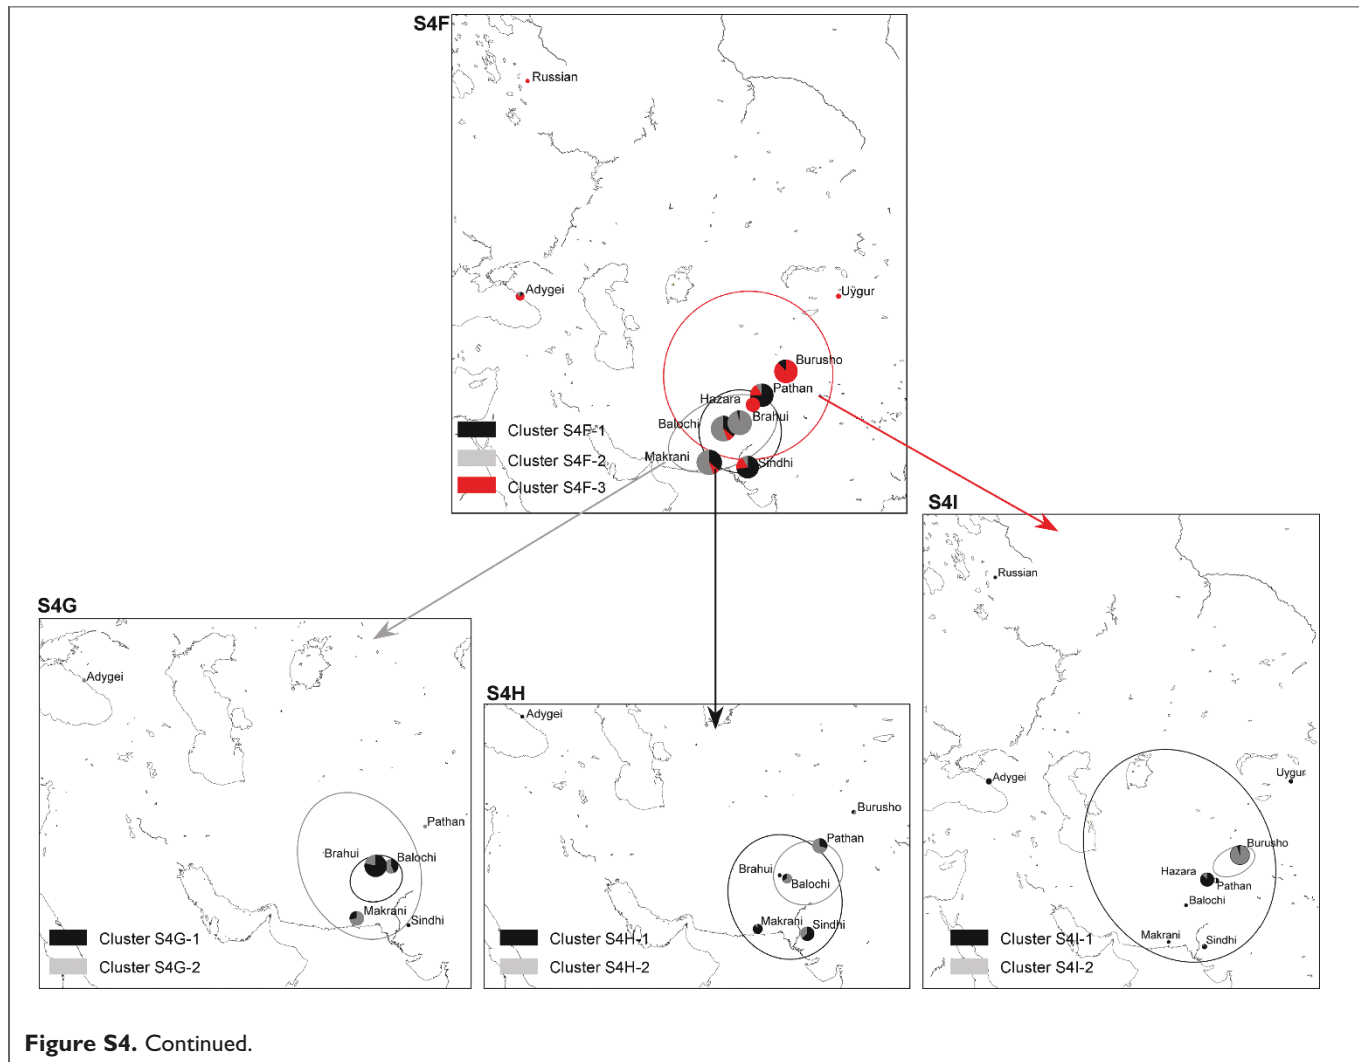 S4F
Russian
Adygei
Uygur
Burusho
Pathan
Hazara
Brahui
Balochi
Makrani
Sindhi
Cluster S4F-1
Cluster S4F-2
Cluster S4F-3
S4G
Adygei
Pathan
Brahui
Balochi
Makrani
Sindhi
Cluster S4G-1
Cluster S4G-2
S4H
Adygei
Burusho
Pathan
Brahui
Balochi
Makrani
Sindhi
Cluster S4H-1
Cluster S4H-2
S4I
Russian
Adygei
Uygur
Burusho
Hazara
Pathan
Balochi
Makrani
Sindhi
Cluster S4I-1
Cluster S4I-2
Figure S4. Continued.